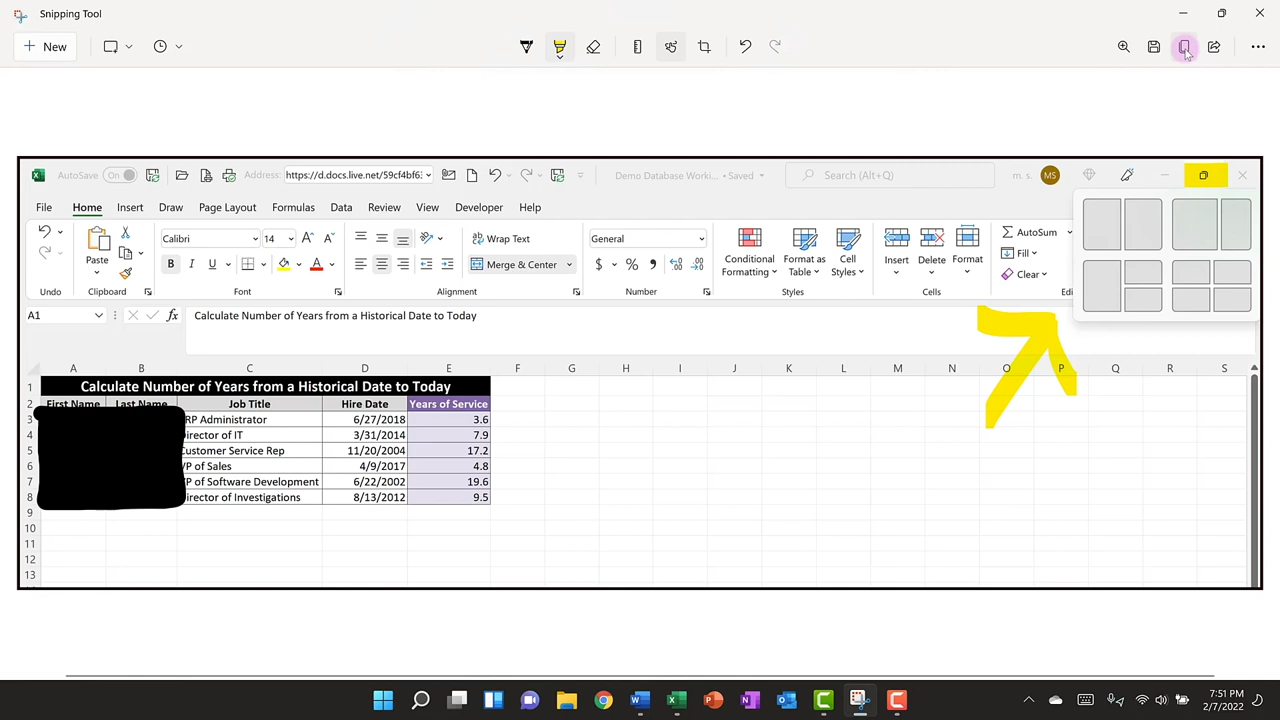 Snipping Tool
New
AutoSave On Address: https://d.docs.live.net/59cf4bf6: Demo Database Worki... - Saved Search (Alt+Q) m. s. MS
File Home Insert Draw Page Layout Formulas Data Review View Developer Help
Calibri 14 Wrap Text General AutoSum
Paste Conditional Formatting Format as Table Cell Styles Insert Delete Format Fill
B I U Merge & Center $ % Clear
Undo Clipboard Font Alignment Number Styles Cells
A1 fx Calculate Number of Years from a Historical Date to Today
A B C D E F G H I J K L M N O P Q R S
1 Calculate Number of Years from a Historical Date to Today
2 First Name Last Name Job Title Hire Date Years of Service
3 RP Administrator 6/27/2018 3.6
4 Director of IT 3/31/2014 7.9
5 Customer Service Rep 11/20/2004 17.2
6 VP of Sales 4/9/2017 4.8
7 VP of Software Development 6/22/2002 19.6
8 Director of Investigations 8/13/2012 9.5
9
10
11
12
13
7:51 PM
2/7/2022